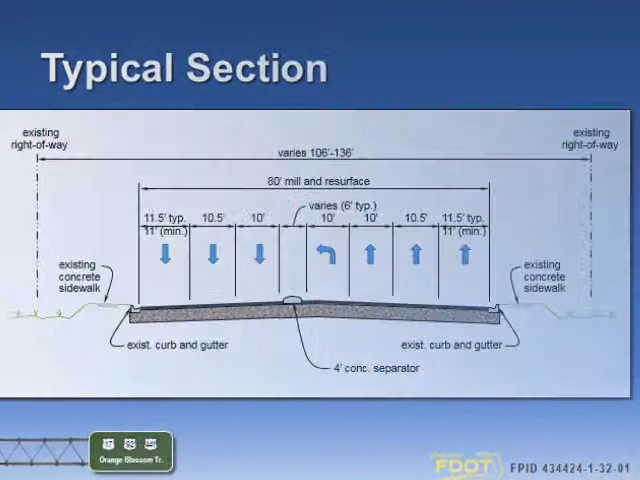 Typical Section
existing
right-of-way
existing
right-of-way
varies 106'-136'
80' mill and resurface
varies (6' typ.)
11.5' typ.
11' (min.)
10.5'
10'
10'
10'
10.5'
11.5' typ.
11' (min.)
existing
concrete
sidewalk
existing
concrete
sidewalk
exist. curb and gutter
exist. curb and gutter
4' conc. separator
17
92
441
Orange Blossom Tr.
FDOT
FPID 434424-1-32-01